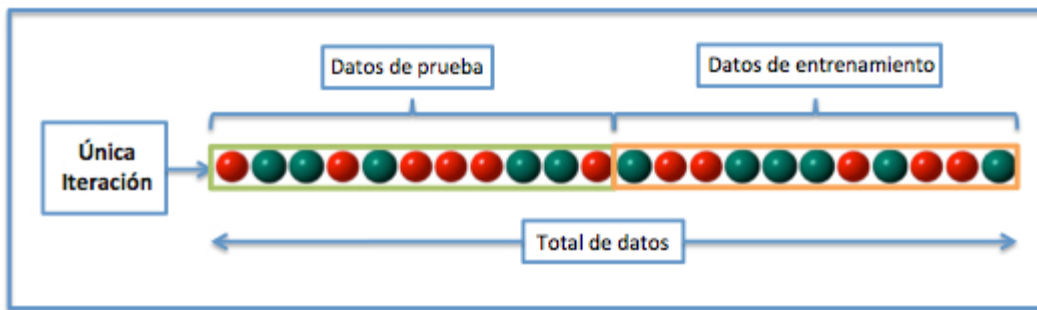 Datos de prueba
Datos de entrenamiento
Única
Iteración
Total de datos